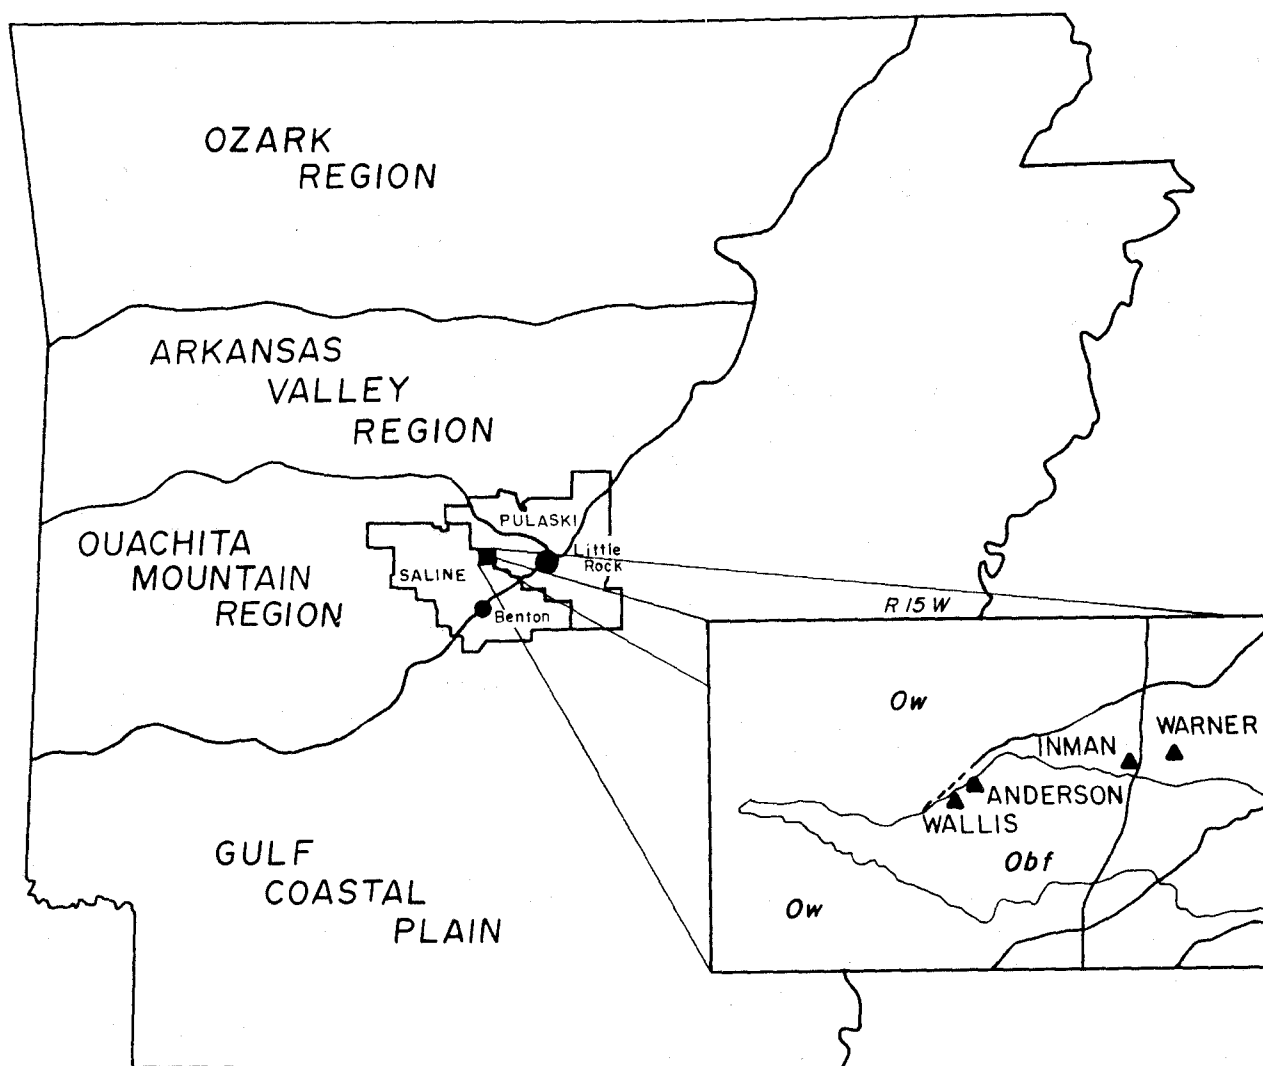 OZARK
REGION
ARKANSAS
VALLEY
REGION
PULASKI
OUACHITA
MOUNTAIN
REGION
Little
Rock
SALINE
Benton
R 15 W
Ow
WARNER
INMAN
ANDERSON
WALLIS
Obf
Ow
GULF
COASTAL
PLAIN